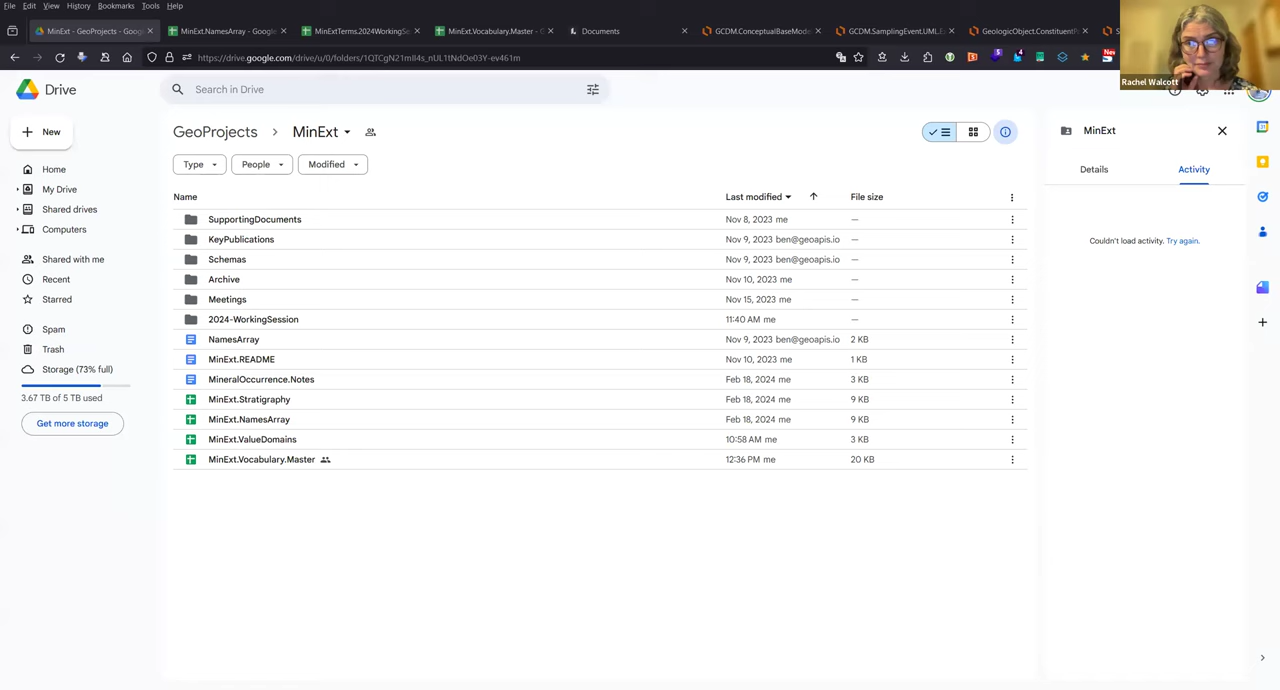 File Edit View History Bookmarks Tools Help
MinExt - GeoProjects - Googl
MinExt.NamesArray - Google
MinExtTerms.2024WorkingSe
MinExt.Vocabulary.Master - G
Documents
GCDM.ConceptualBaseMode
GCDM.SamplingEvent.UML.
GeologicObject.Constituent
https://drive.google.com/drive/u/0/folders/1QTCgN21mII4s_nUL1tNdOe03Y-ev461m
5
4
New
Rachel Walcott
Drive
Search in Drive
New
Home
My Drive
Shared drives
Computers
Shared with me
Recent
Starred
Spam
Trash
Storage (73% full)
3.67 TB of 5 TB used
Get more storage
GeoProjects > MinExt
Type People Modified
Name Last modified File size
SupportingDocuments Nov 8, 2023 me —
KeyPublications Nov 9, 2023 ben@geoapis.io —
Schemas Nov 9, 2023 ben@geoapis.io —
Archive Nov 10, 2023 me —
Meetings Nov 15, 2023 me —
2024-WorkingSession 11:40 AM me —
NamesArray Nov 9, 2023 ben@geoapis.io 2 KB
MinExt.README Nov 10, 2023 me 1 KB
MineralOccurrence.Notes Feb 18, 2024 me 3 KB
MinExt.Stratigraphy Feb 18, 2024 me 9 KB
MinExt.NamesArray Feb 18, 2024 me 9 KB
MinExt.ValueDomains 10:58 AM me 3 KB
MinExt.Vocabulary.Master 12:36 PM me 20 KB
MinExt
Details Activity
Couldn't load activity. Try again.
31